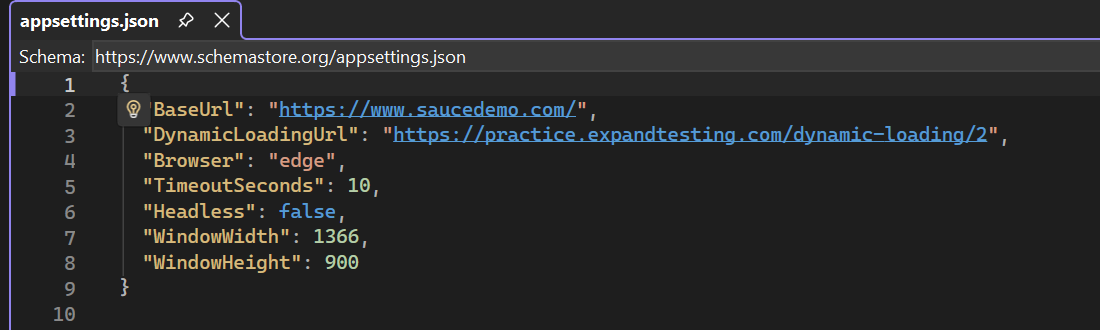 appsettings.json
Schema: https://www.schemastore.org/appsettings.json
1 {
2 "BaseUrl": "https://www.saucedemo.com/",
3 "DynamicLoadingUrl": "https://practice.expandtesting.com/dynamic-loading/2",
4 "Browser": "edge",
5 "TimeoutSeconds": 10,
6 "Headless": false,
7 "WindowWidth": 1366,
8 "WindowHeight": 900
9 }
10